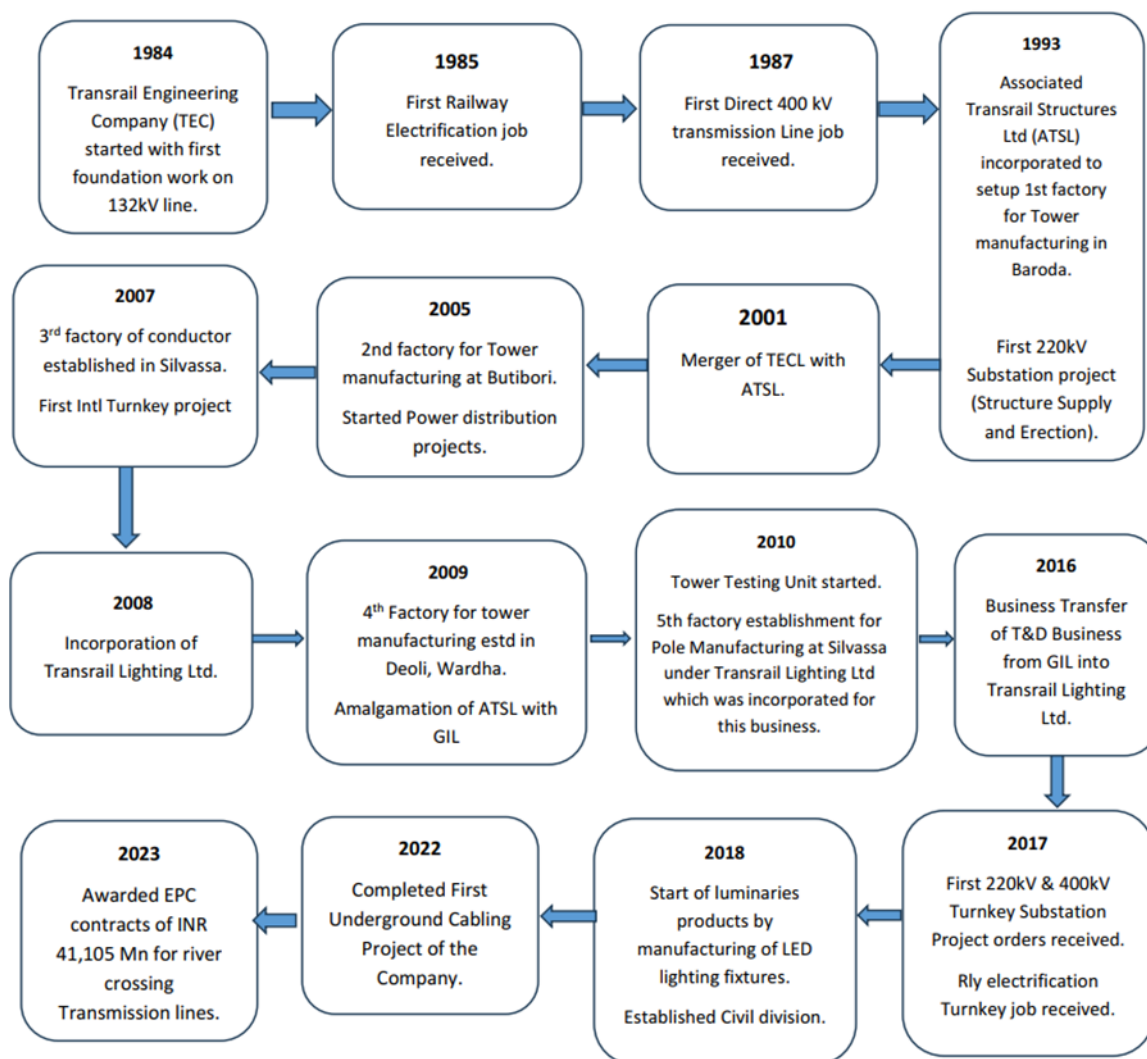 1984
Transrail Engineering
Company (TEC)
started with first
foundation work on
132kV line.
1985
First Railway
Electrification job
received.
1987
First Direct 400 kV
transmission Line job
received.
1993
Associated
Transrail Structures
Ltd (ATSL)
incorporated to
setup 1st factory
for Tower
manufacturing in
Baroda.
First 220kV
Substation project
(Structure Supply
and Erection).
2001
Merger of TECL with
ATSL.
2005
2nd factory for Tower
manufacturing at Butibori.
Started Power distribution
projects.
2007
3rd factory of conductor
established in Silvassa.
First Intl Turnkey project
2008
Incorporation of
Transrail Lighting Ltd.
2009
4th Factory for tower
manufacturing estd in
Deoli, Wardha.
Amalgamation of ATSL with
GIL
2010
Tower Testing Unit started.
5th factory establishment for
Pole Manufacturing at Silvassa
under Transrail Lighting Ltd
which was incorporated for
this business.
2016
Business Transfer
of T&D Business
from GIL into
Transrail Lighting
Ltd.
2017
First 220kV & 400kV
Turnkey Substation
Project orders received.
Rly electrification
Turnkey job received.
2018
Start of luminaries
products by
manufacturing of LED
lighting fixtures.
Established Civil division.
2022
Completed First
Underground Cabling
Project of the
Company.
2023
Awarded EPC
contracts of INR
41,105 Mn for river
crossing
Transmission lines.